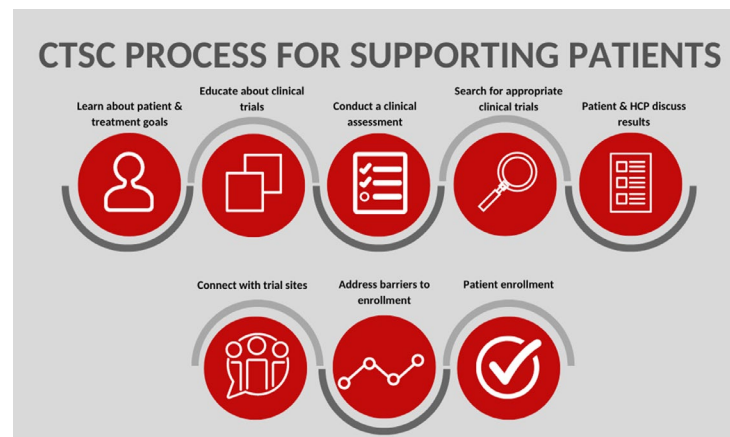 CTSC PROCESS FOR SUPPORTING PATIENTS
Learn about patient &
treatment goals
Educate about clinical
trials
Conduct a clinical
assessment
Search for appropriate
clinical trials
Patient & HCP discuss
results
Connect with trial sites
Address barriers to
enrollment
Patient enrollment